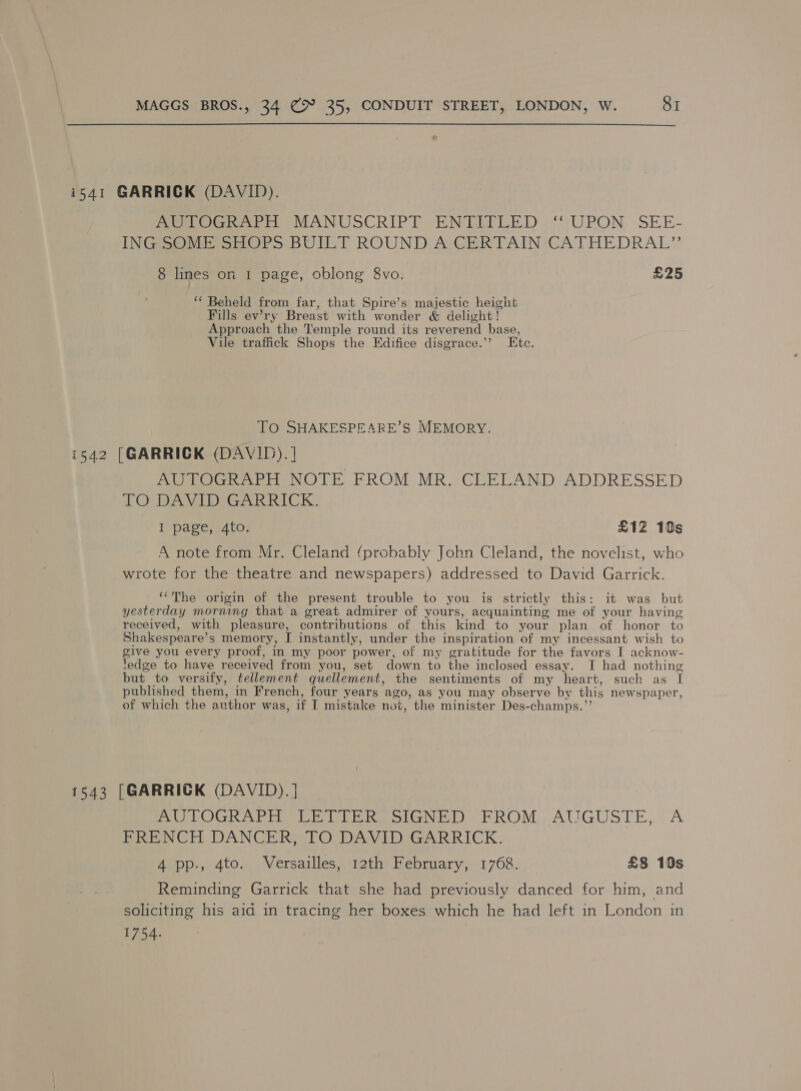 MAGGS BROS., 34 & 35, CONDUIT STREET, LONDON, W. 81
1541 GARRICK (DAVID).
AUTOGRAPH MANUSCRIPT ENTITLED “UPON SEE-
ING SOME SHOPS BUILT ROUND A CERTAIN CATHEDRAL”
8 lines on 1 page, oblong 8vo. £25
“Beheld from far, that Spire's majestic height
Fills ev'ry Breast with wonder & delight!
Approach the Temple round its reverend base,
Vile traffick Shops the Edifice disgrace.” Etc.
TO SHAKESPEARE'S MEMORY.
1542 [GARRICK (DAVID).]
AUTOGRAPH NOTE FROM MR. CLELAND ADDRESSED
TO DAVID GARRICK.
1 page, 4to. £12 10s
A note from Mr. Cleland (probably John Cleland, the novelist, who
wrote for the theatre and newspapers) addressed to David Garrick.
“The origin of the present trouble to you is strictly this: it was but
yesterday morning that a great admirer of yours, acquainting me of your having
received, with pleasure, contributions of this kind to your plan of honor to
Shakespeare's memory, I instantly, under the inspiration of my incessant wish to
give you every proof, in my poor power, of my gratitude for the favors I acknow-
ledge to have received from you, set down to the inclosed essay. I had nothing
but to versify, tellement quellement, the sentiments of my heart, such as I
published them, in French, four years ago, as you may observe by this newspaper,
of which the author was, if I mistake not, the minister Des-champs.”
1543 [GARRICK (DAVID).]
AUTOGRAPH LETTER SIGNED FROM AUGUSTE, A
FRENCH DANCER, TO DAVID GARRICK.
4 pp., 4to. Versailles, 12th February, 1768. £8 10s
Reminding Garrick that she had previously danced for him, and
soliciting his aid in tracing her boxes which he had left in London in
1754.